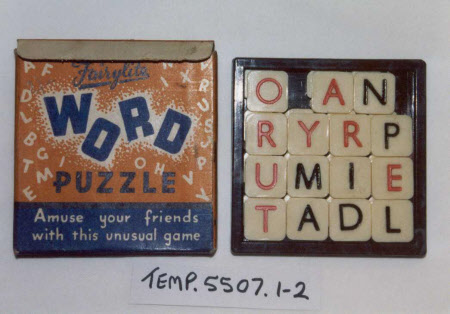 Fairylite
WORD
PUZZLE
Amuse your friends
with this unusual game
O A N
R Y R P
U M I E
T A D L
TEMP. 5507. 1-2